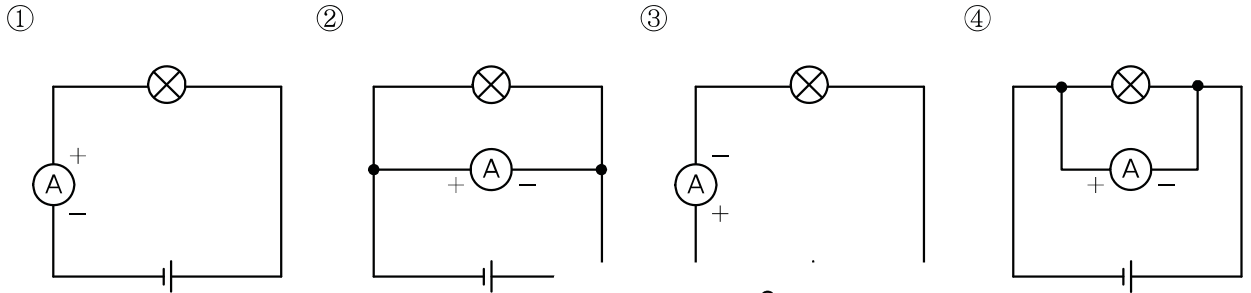 ① ② ③ ④
+ A −
A + −
− A +
A + −